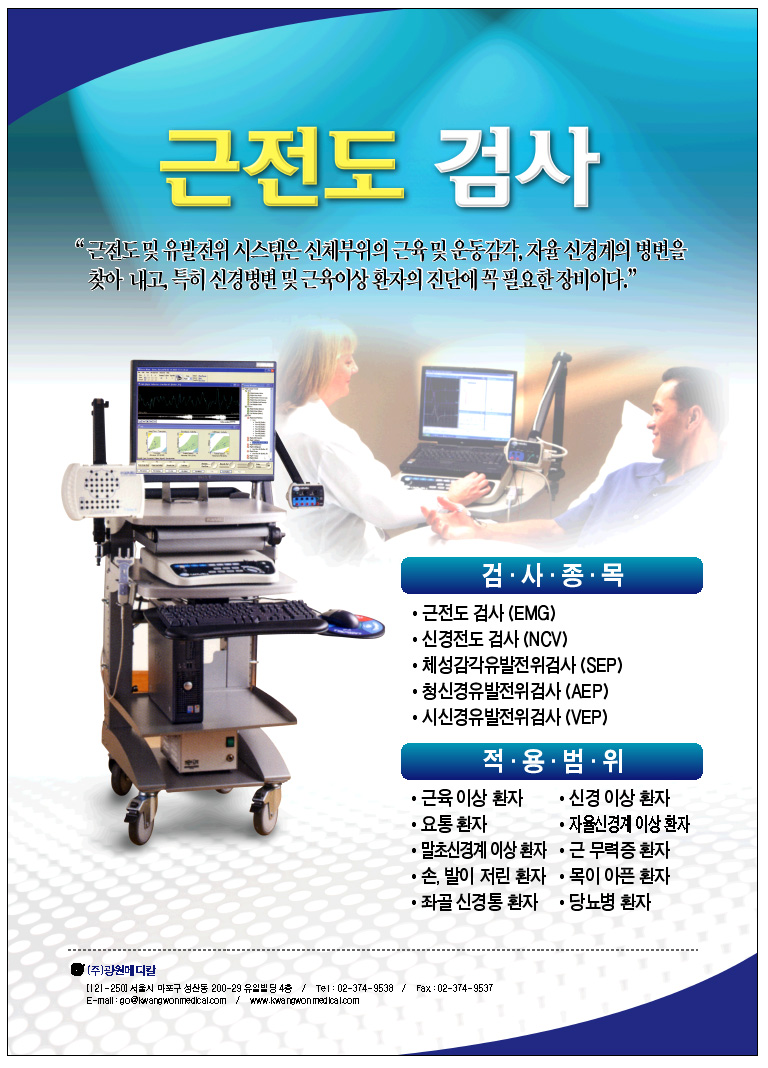 근전도 검사
“ 근전도 및 유발전위 시스템은 신체부위의 근육 및 운동감각, 자율 신경계의 병변을
찾아 내고, 특히 신경병변 및 근육이상 환자의 진단에 꼭 필요한 장비이다.”
검·사·종·목
• 근전도 검사 (EMG)
• 신경전도 검사 (NCV)
• 체성감각유발전위검사 (SEP)
• 청신경유발전위검사 (AEP)
• 시신경유발전위검사 (VEP)
적·용·범·위
• 근육 이상 환자
• 요통 환자
• 말초신경계 이상 환자
• 손, 발이 저린 환자
• 좌골 신경통 환자
• 신경 이상 환자
• 자율신경계 이상 환자
• 근 무력증 환자
• 목이 아픈 환자
• 당뇨병 환자
(주)광원메디칼
[121-250] 서울시 마포구 성산동 200-29 유일빌딩 4층 / Tel : 02-374-9538 / Fax : 02-374-9537
E-mail : go@kwangwonmedical.com / www.kwangwonmedical.com